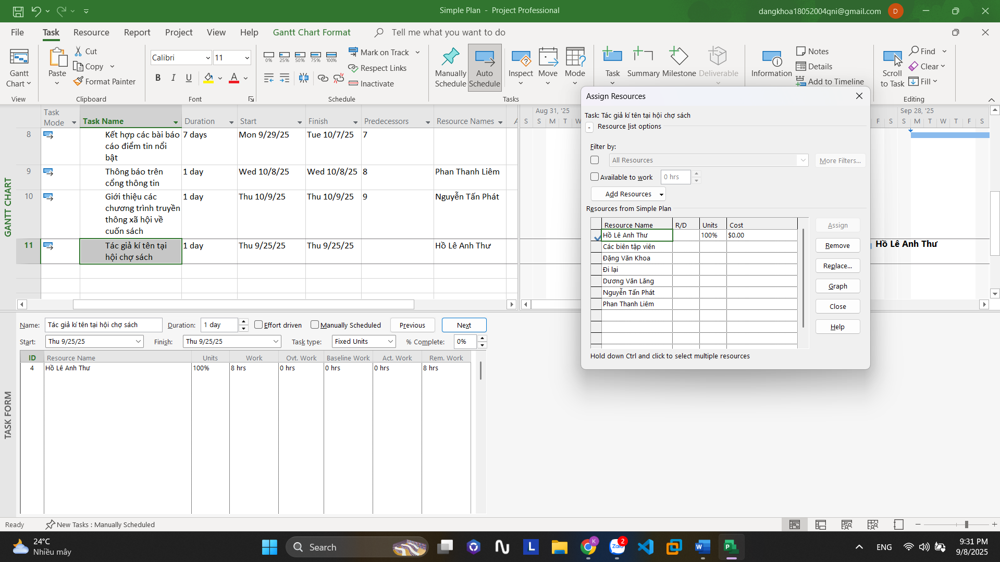 Simple Plan - Project Professional
dangkhoa18052004qni@gmail.com
D
File
Task
Resource
Report
Project
View
Help
Gantt Chart Format
Tell me what you want to do
Gantt
Chart
View
Paste
Cut
Copy
Format Painter
Clipboard
Calibri
11
B
I
U
A
Font
0%
25%
50%
75%
100%
Mark on Track
Respect Links
Inactivate
Schedule
Manually
Schedule
Auto
Schedule
Inspect
Move
Mode
Tasks
Task
Summary
Milestone
Deliverable
Information
Notes
Details
Add to Timeline
Scroll
to Task
Find
Clear
Fill
Editing
GANTT CHART
Task
Mode
Task Name
Duration
Start
Finish
Predecessors
Resource Names
A
8
Kết hợp các bài báo
cáo điểm tin nổi
bật
7 days
Mon 9/29/25
Tue 10/7/25
7
9
Thông báo trên
cổng thông tin
1 day
Wed 10/8/25
Wed 10/8/25
8
Phan Thanh Liêm
10
Giới thiệu các
chương trình truyền
thông xã hội về
cuốn sách
1 day
Thu 10/9/25
Thu 10/9/25
9
Nguyễn Tấn Phát
11
Tác giả kí tên tại
hội chợ sách
1 day
Thu 9/25/25
Thu 9/25/25
Hồ Lê Anh Thư
Aug 31, '25
S S M T W
Sep 28, '25
F S S M T W T F S
Hồ Lê Anh Thư
Assign Resources
Task: Tác giả kí tên tại hội chợ sách
- Resource list options
Filter by:
All Resources
More Filters...
Available to work
0 hrs
Add Resources
Resources from Simple Plan
Resource Name R/D Units Cost
Hồ Lê Anh Thư 100% $0.00
Các biên tập viên
Đặng Văn Khoa
Đi lại
Dương Văn Lăng
Nguyễn Tấn Phát
Phan Thanh Liêm
Assign
Remove
Replace...
Graph
Close
Help
Hold down Ctrl and click to select multiple resources
TASK FORM
Name: Tác giả kí tên tại hội chợ sách Duration: 1 day Effort driven Manually Scheduled Previous Next
Start: Thu 9/25/25 Finish: Thu 9/25/25 Task type: Fixed Units % Complete: 0%
ID Resource Name Units Work Ovt. Work Baseline Work Act. Work Rem. Work
4 Hồ Lê Anh Thư 100% 8 hrs 0 hrs 0 hrs 0 hrs 8 hrs
Ready
New Tasks : Manually Scheduled
24°C
Nhiều mây
Search
L
K
Zalo
2
W
P
ENG
9:31 PM
9/8/2025